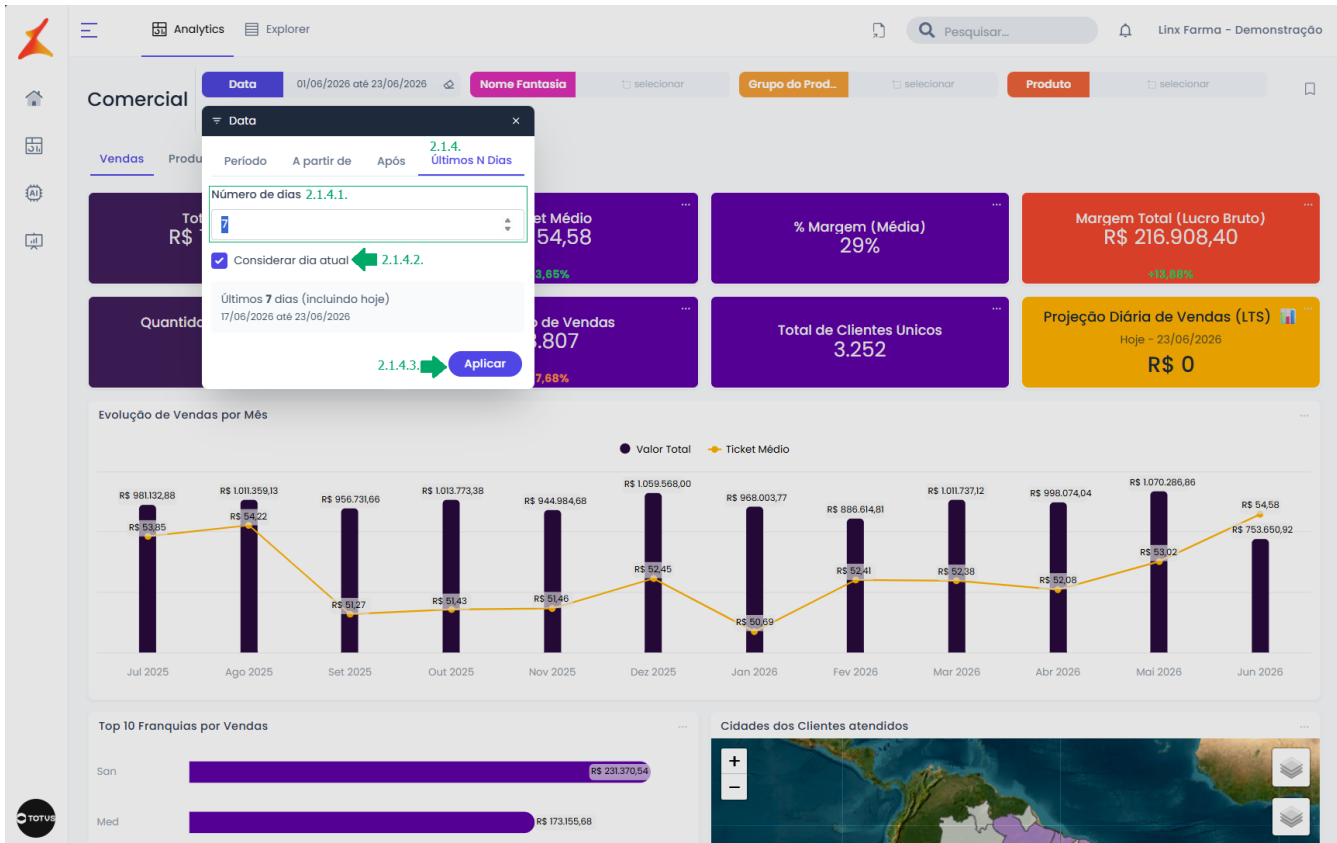 Analytics
Explorer
Pesquisar...
Linx Farma - Demonstração
Comercial
Data
01/06/2026 até 23/06/2026
Nome Fantasia
selecionar
Grupo do Prod...
selecionar
Produto
selecionar
Data
×
Vendas
Produ
Período
A partir de
Após
2.1.4.
Últimos N Dias
Número de dias 2.1.4.1.
7
Considerar dia atual 2.1.4.2.
Últimos 7 dias (incluindo hoje)
17/06/2026 até 23/06/2026
2.1.4.3.
Aplicar
Tot
R$
et Médio
54,58
3,65%
% Margem (Média)
29%
Margem Total (Lucro Bruto)
R$ 216.908,40
+13,88%
Quantida
de Vendas
.807
7,68%
Total de Clientes Unicos
3.252
Projeção Diária de Vendas (LTS)
Hoje - 23/06/2026
R$ 0
Evolução de Vendas por Mês
Valor Total
Ticket Médio
R$ 981.132,88
R$ 1.011.359,13
R$ 956.731,66
R$ 1.013.773,38
R$ 944.984,68
R$ 1.059.568,00
R$ 968.003,77
R$ 886.614,81
R$ 1.011.737,12
R$ 998.074,04
R$ 1.070.286,86
R$ 753.650,92
R$ 53,85
R$ 54,22
R$ 51,27
R$ 51,43
R$ 51,46
R$ 52,45
R$ 50,69
R$ 52,41
R$ 52,38
R$ 52,08
R$ 53,02
R$ 54,58
Jul 2025
Ago 2025
Set 2025
Out 2025
Nov 2025
Dez 2025
Jan 2026
Fev 2026
Mar 2026
Abr 2026
Mai 2026
Jun 2026
Top 10 Franquias por Vendas
San
R$ 231.370,54
Med
R$ 173.155,68
Cidades dos Clientes atendidos
+
−
AI
TOTVS